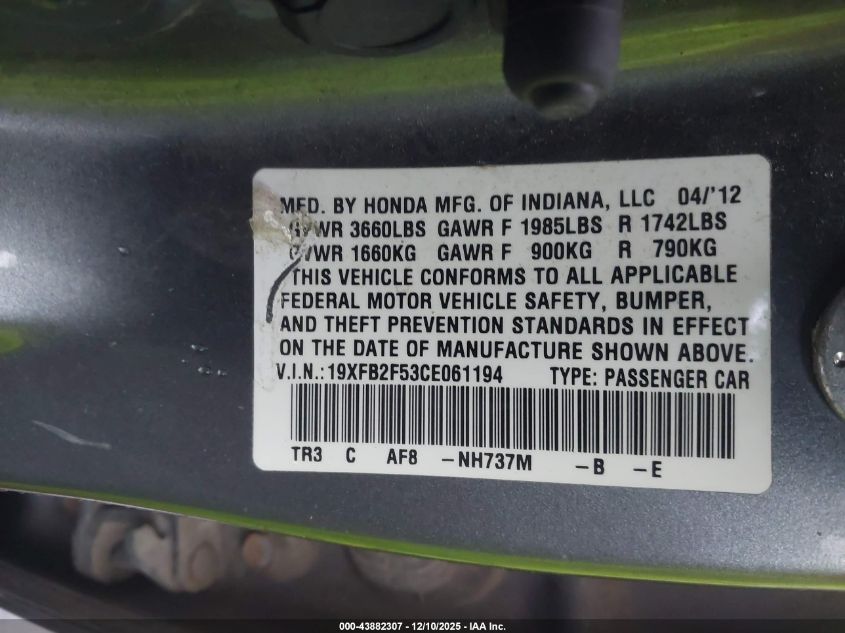 MFD. BY HONDA MFG. OF INDIANA, LLC 04/'12
GVWR 3660LBS GAWR F 1985LBS R 1742LBS
GVWR 1660KG GAWR F 900KG R 790KG
THIS VEHICLE CONFORMS TO ALL APPLICABLE
FEDERAL MOTOR VEHICLE SAFETY, BUMPER,
AND THEFT PREVENTION STANDARDS IN EFFECT
ON THE DATE OF MANUFACTURE SHOWN ABOVE.
V.I.N.:19XFB2F53CE061194 TYPE: PASSENGER CAR
TR3 C AF8 -NH737M -B -E
000-43882307 - 12/10/2025 - IAA Inc.